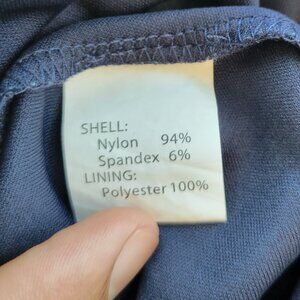 SHELL:
Nylon 94%
Spandex 6%
LINING:
Polyester 100%